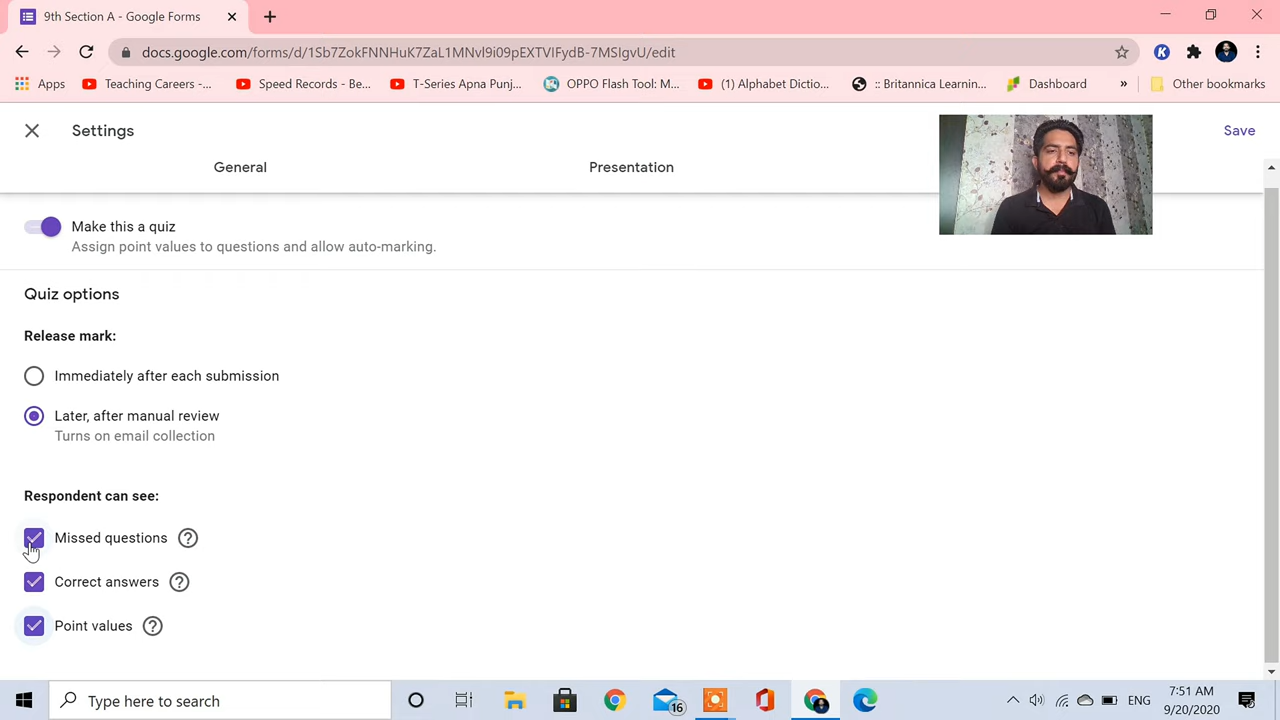 9th Section A - Google Forms
docs.google.com/forms/d/1Sb7ZokFNNHuK7ZaL1MNvl9i09pEXTVIFydB-7MSIgvU/edit
Apps Teaching Careers -... Speed Records - Be... T-Series Apna Punj... OPPO Flash Tool: M... (1) Alphabet Dictio... :: Britannica Learnin... Dashboard » Other bookmarks
Settings Save
General Presentation
Make this a quiz
Assign point values to questions and allow auto-marking.
Quiz options
Release mark:
Immediately after each submission
Later, after manual review
Turns on email collection
Respondent can see:
Missed questions
Correct answers
Point values
Type here to search 16 ENG 7:51 AM
9/20/2020